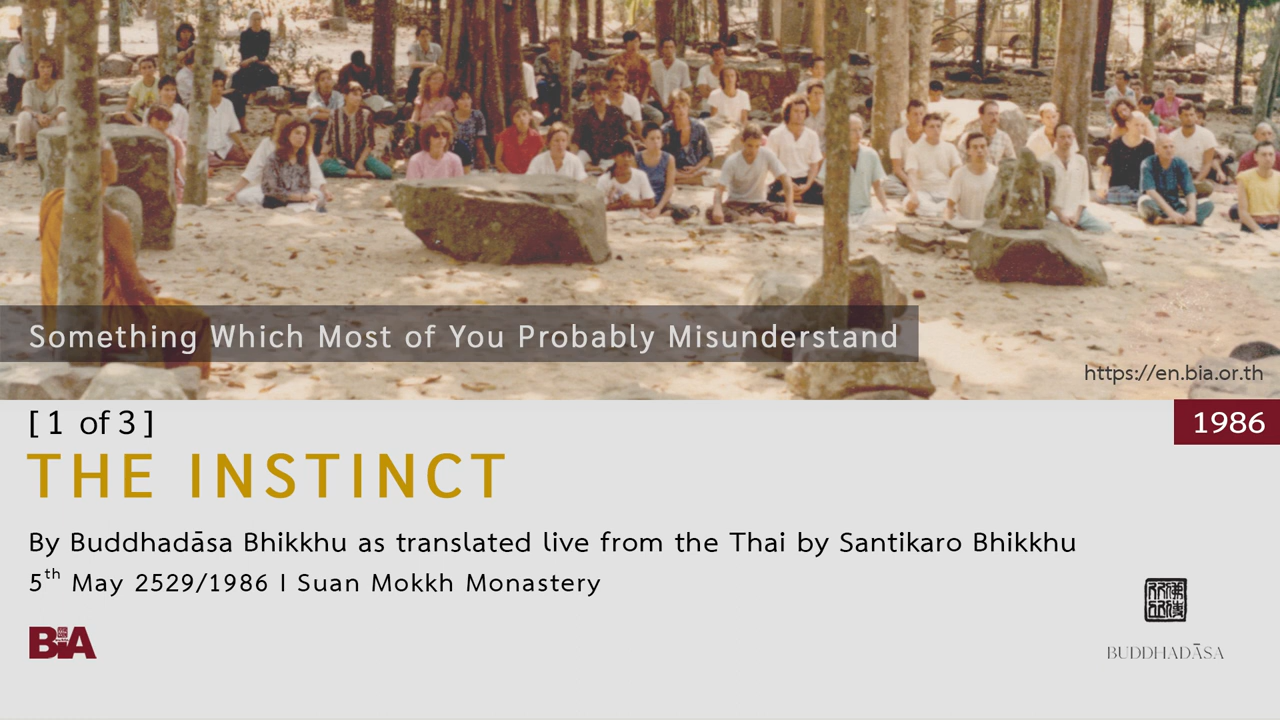 Something Which Most of You Probably Misunderstand
https://en.bia.or.th
[ 1 of 3 ]
1986
THE INSTINCT
By Buddhadāsa Bhikkhu as translated live from the Thai by Santikaro Bhikkhu
5th May 2529/1986 I Suan Mokkh Monastery
BIA
BUDDHADĀSA